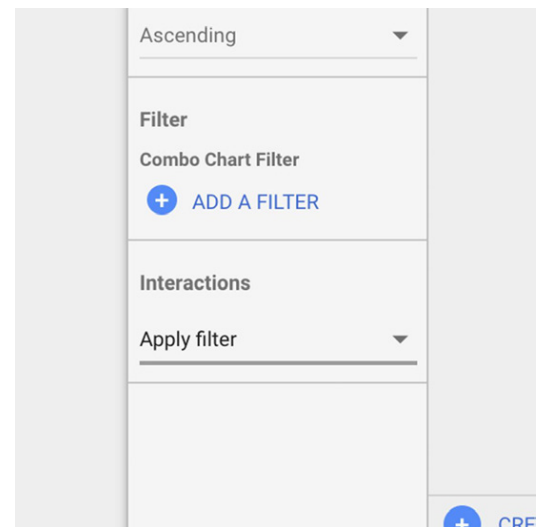 Ascending
Filter
Combo Chart Filter
ADD A FILTER
Interactions
Apply filter